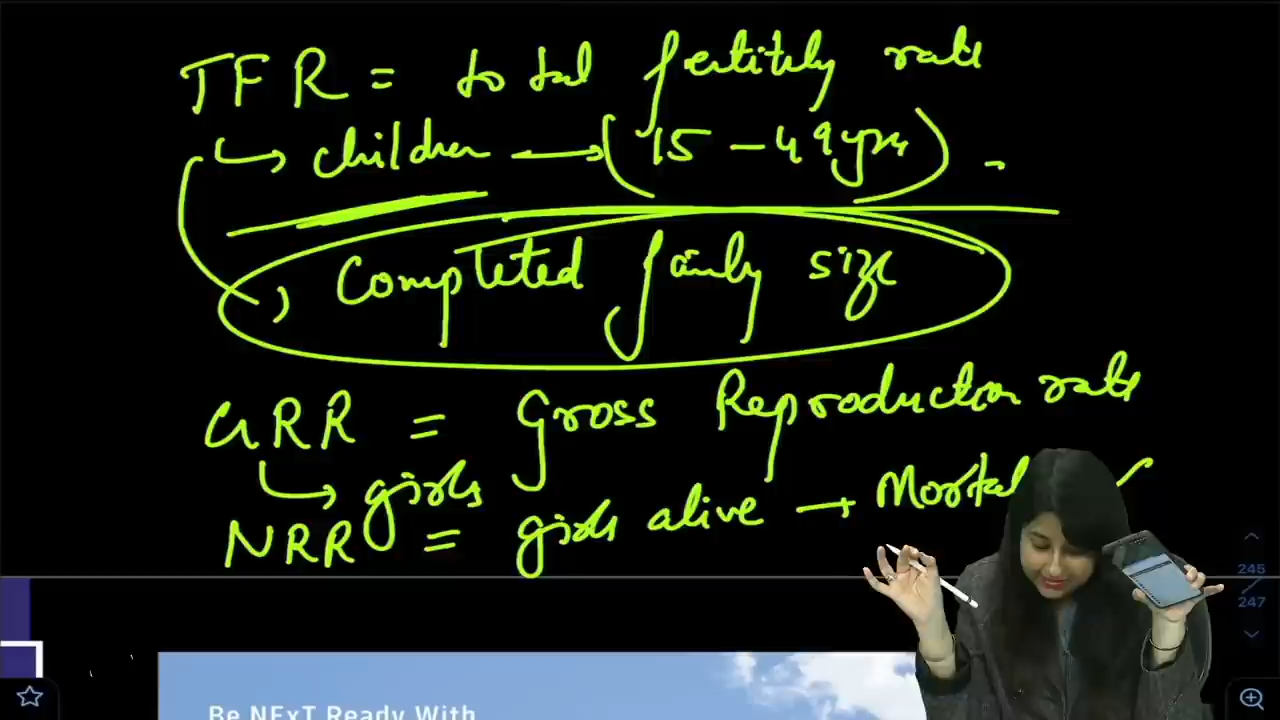 TFR = total fertility rate
↳ children → (15 - 49 yrs)
Completed family size
GRR = Gross Reproduction rate
↳ girls
NRR = girls alive → Mortal
245
247
Be NExT Ready With